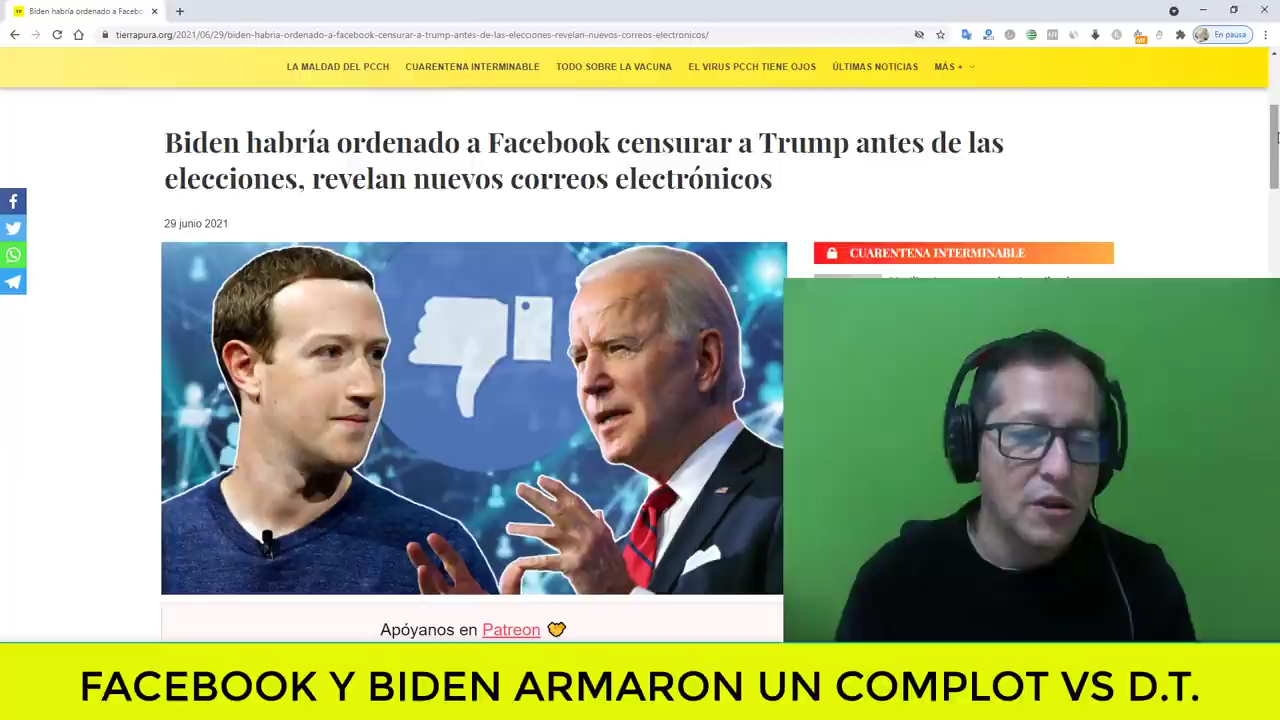 Biden habría ordenado a Faceb
tierrapura.org/2021/06/29/biden-habria-ordenado-a-facebook-censurar-a-trump-antes-de-las-elecciones-revelan-nuevos-correos-electronicos/
En pausa
LA MALDAD DEL PCCH CUARENTENA INTERMINABLE TODO SOBRE LA VACUNA EL VIRUS PCCH TIENE OJOS ÚLTIMAS NOTICIAS MÁS +
Biden habría ordenado a Facebook censurar a Trump antes de las
elecciones, revelan nuevos correos electrónicos
29 junio 2021
CUARENTENA INTERMINABLE
Apóyanos en Patreon
FACEBOOK Y BIDEN ARMARON UN COMPLOT VS D.T.